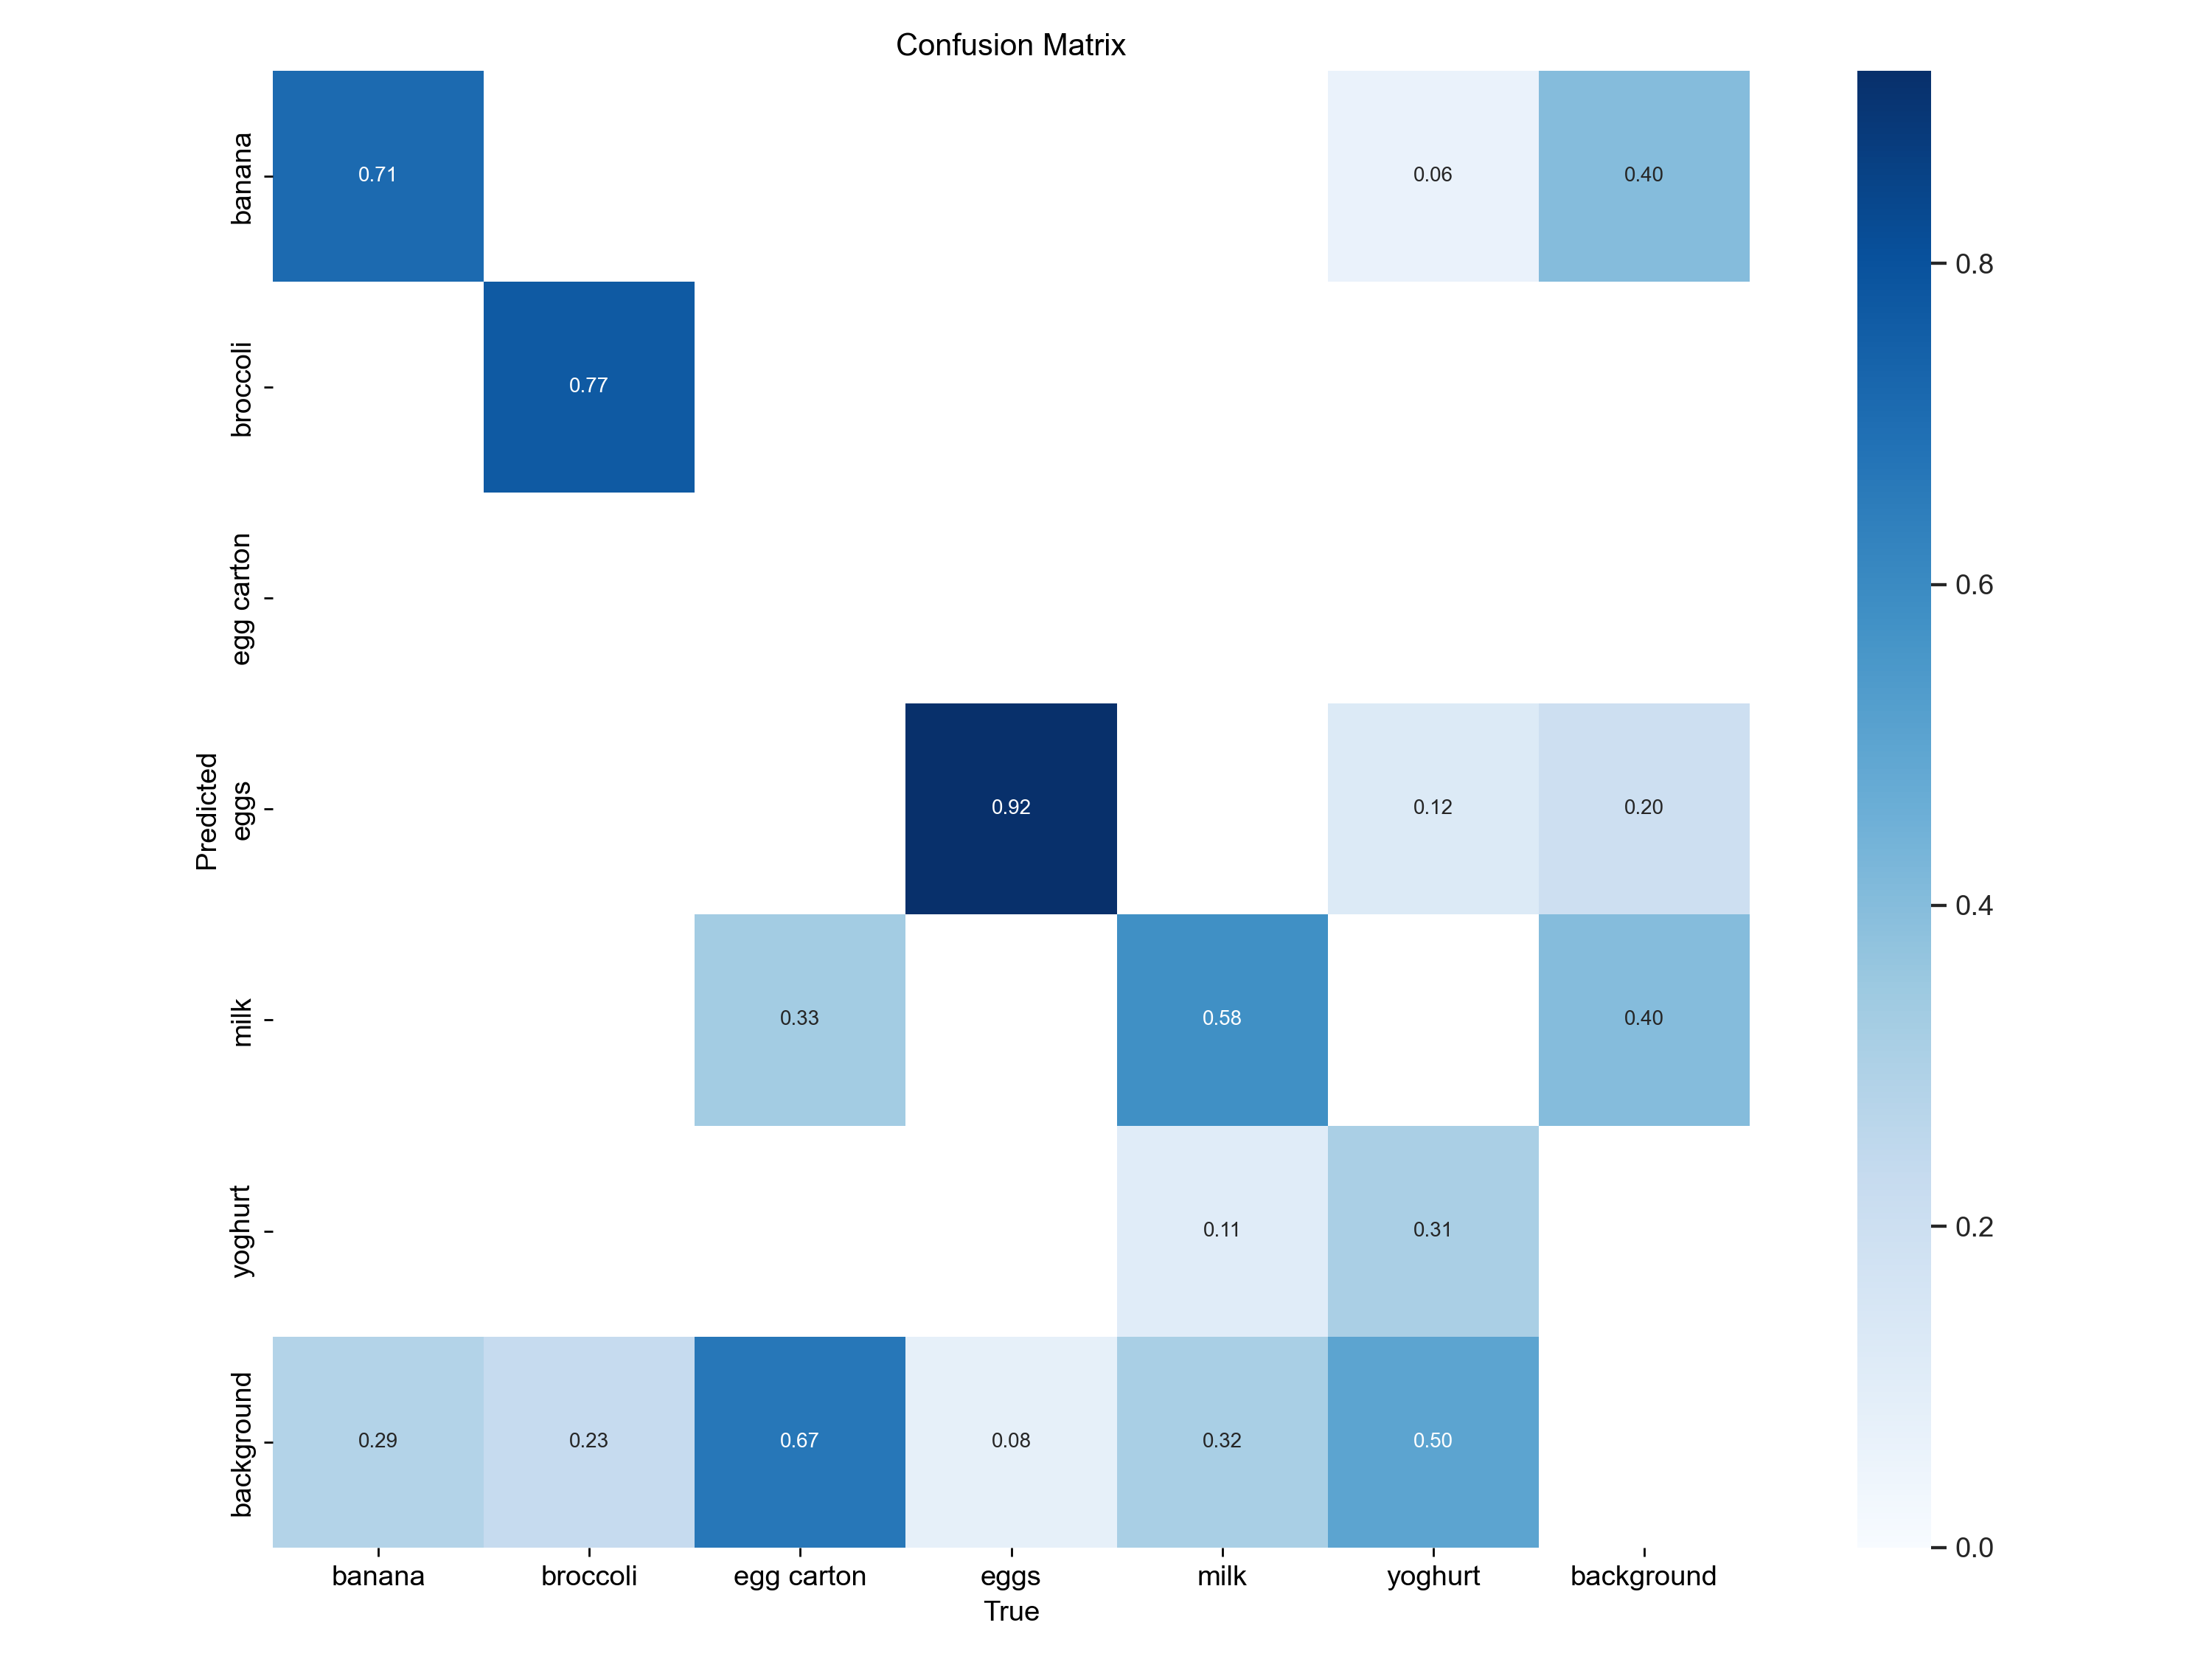 Confusion Matrix
banana
0.71
0.06
0.40
broccoli
0.77
egg carton
Predicted
eggs
0.92
0.12
0.20
milk
0.33
0.58
0.40
yoghurt
0.11
0.31
background
0.29
0.23
0.67
0.08
0.32
0.50
banana
broccoli
egg carton
eggs
milk
yoghurt
background
True
0.8
0.6
0.4
0.2
0.0